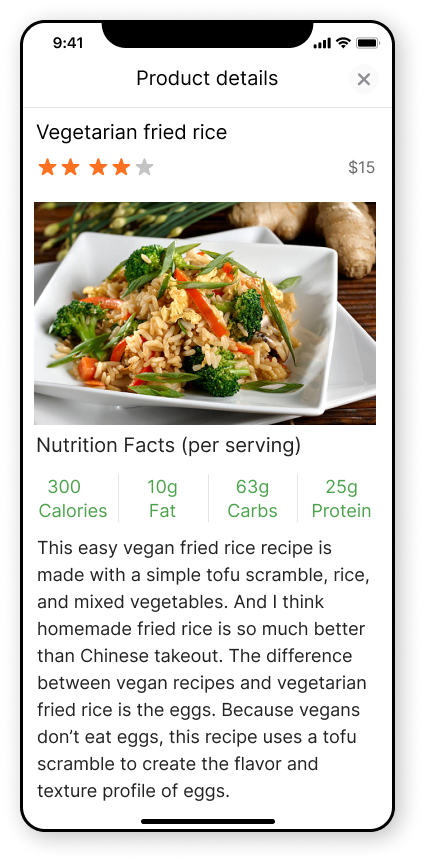 9:41
Product details
Vegetarian fried rice
$15
Nutrition Facts (per serving)
300 10g 63g 25g
Calories Fat Carbs Protein
This easy vegan fried rice recipe is
made with a simple tofu scramble, rice,
and mixed vegetables. And I think
homemade fried rice is so much better
than Chinese takeout. The difference
between vegan recipes and vegetarian
fried rice is the eggs. Because vegans
don’t eat eggs, this recipe uses a tofu
scramble to create the flavor and
texture profile of eggs.